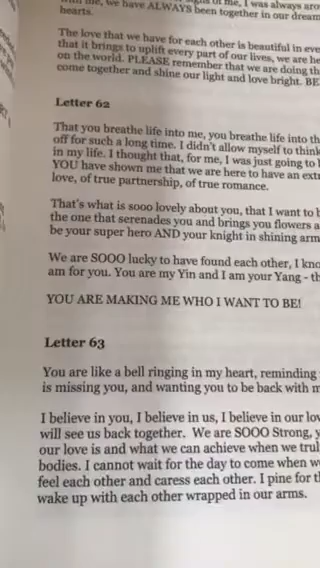 with me, we have ALWAYS been together in our dream
hearts.
The love that we have for each other is beautiful in eve
that it brings to uplift every part of our lives, we are he
on the world. PLEASE remember that we are doing th
come together and shine our light and love bright. BE
Letter 62
That you breathe life into me, you breathe life into th
off for such a long time. I didn't allow myself to think
in my life. I thought that, for me, I was just going to
YOU have shown me that we are here to have an ext
love, of true partnership, of true romance.
That's what is sooo lovely about you, that I want to b
the one that serenades you and brings you flowers a
be your super hero AND your knight in shining arm
We are SOOO lucky to have found each other, I kno
am for you. You are my Yin and I am your Yang - th
YOU ARE MAKING ME WHO I WANT TO BE!
Letter 63
You are like a bell ringing in my heart, reminding
is missing you, and wanting you to be back with m
I believe in you, I believe in us, I believe in our lov
will see us back together. We are SOOO Strong, y
our love is and what we can achieve when we trul
bodies. I cannot wait for the day to come when w
feel each other and caress each other. I pine for th
wake up with each other wrapped in our arms.